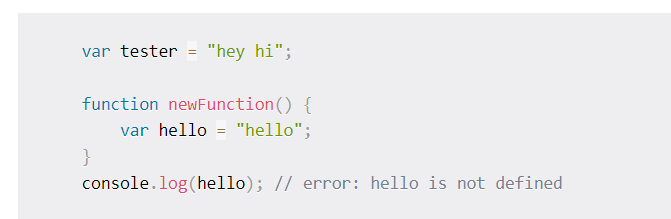 var tester = "hey hi";
function newFunction() {
var hello = "hello";
}
console.log(hello); // error: hello is not defined